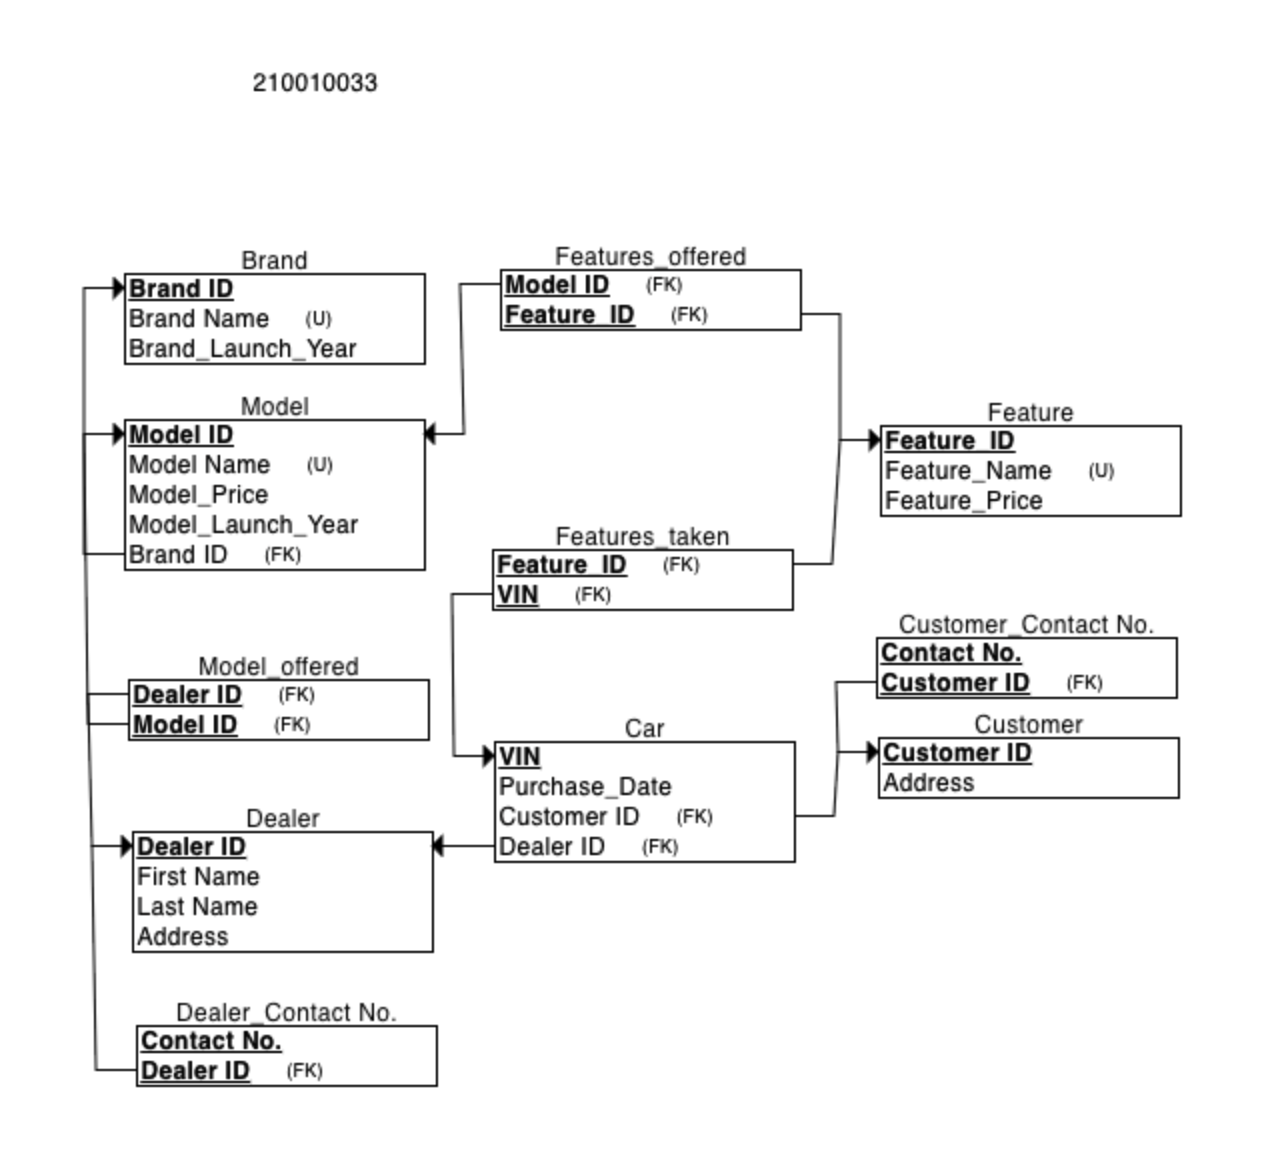 210010033
Brand
Brand ID
Brand Name (U)
Brand_Launch_Year
Model
Model ID
Model Name (U)
Model_Price
Model_Launch_Year
Brand ID (FK)
Model_offered
Dealer ID (FK)
Model ID (FK)
Dealer
Dealer ID
First Name
Last Name
Address
Dealer_Contact No.
Contact No.
Dealer ID (FK)
Features_offered
Model ID (FK)
Feature_ID (FK)
Features_taken
Feature_ID (FK)
VIN (FK)
Car
VIN
Purchase_Date
Customer ID (FK)
Dealer ID (FK)
Feature
Feature_ID
Feature_Name (U)
Feature_Price
Customer_Contact No.
Contact No.
Customer ID (FK)
Customer
Customer ID
Address